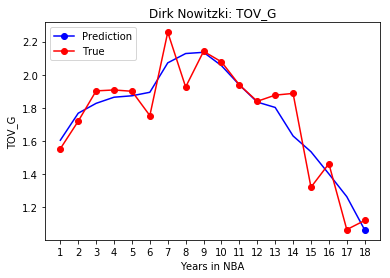 Dirk Nowitzki: TOV_G
Prediction
True
2.2
2.0
1.8
1.6
1.4
1.2
TOV_G
1 2 3 4 5 6 7 8 9 10 11 12 13 14 15 16 17 18
Years in NBA